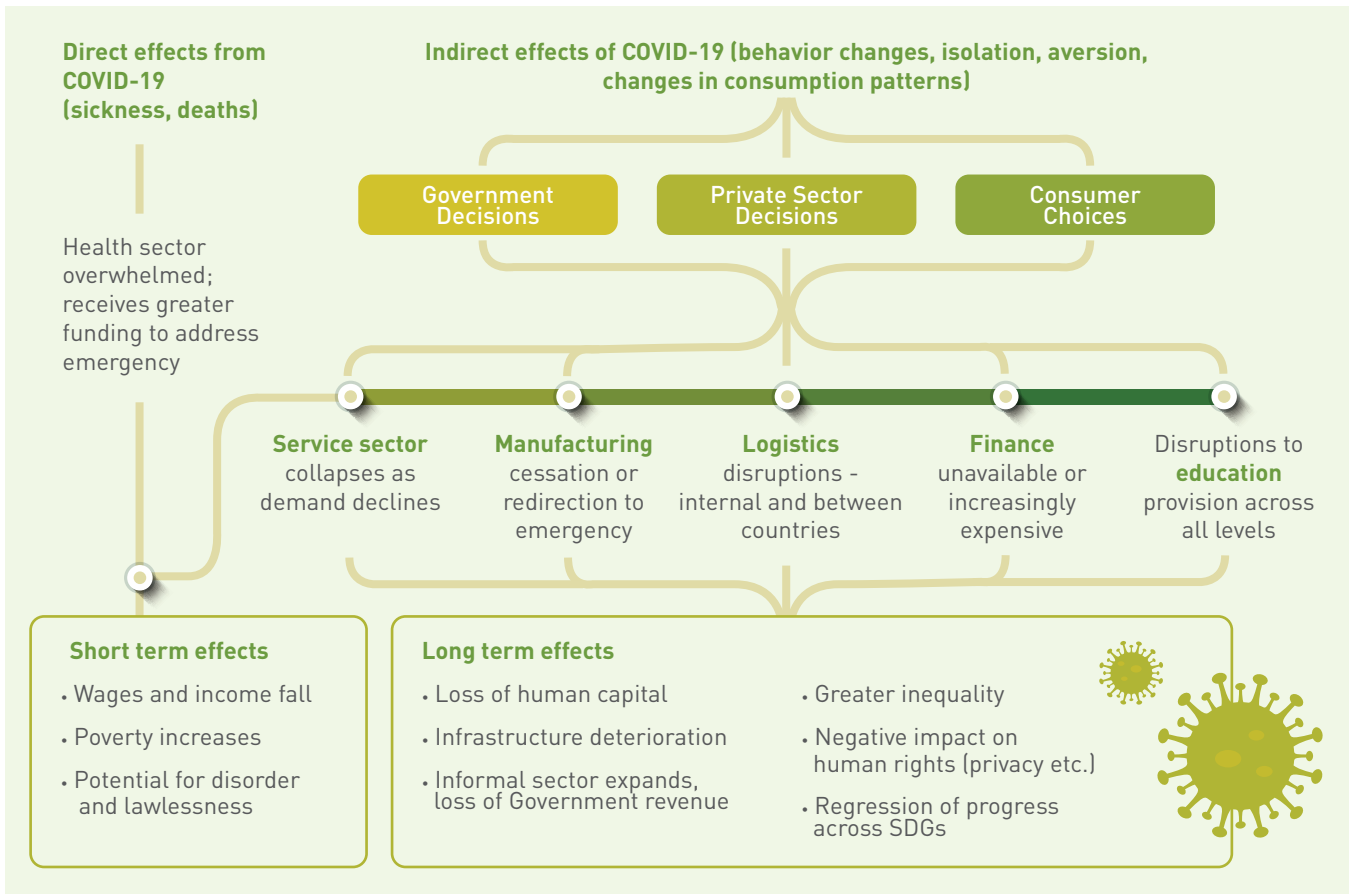 Direct effects from
COVID-19
(sickness, deaths)
Indirect effects of COVID-19 (behavior changes, isolation, aversion,
changes in consumption patterns)
Government
Decisions
Private Sector
Decisions
Consumer
Choices
Health sector
overwhelmed;
receives greater
funding to address
emergency
Service sector
collapses as
demand declines
Manufacturing
cessation or
redirection to
emergency
Logistics
disruptions -
internal and between
countries
Finance
unavailable or
increasingly
expensive
Disruptions to
education
provision across
all levels
Short term effects
• Wages and income fall
• Poverty increases
• Potential for disorder
and lawlessness
Long term effects
• Loss of human capital
• Infrastructure deterioration
• Informal sector expands,
loss of Government revenue
• Greater inequality
• Negative impact on
human rights (privacy etc.)
• Regression of progress
across SDGs